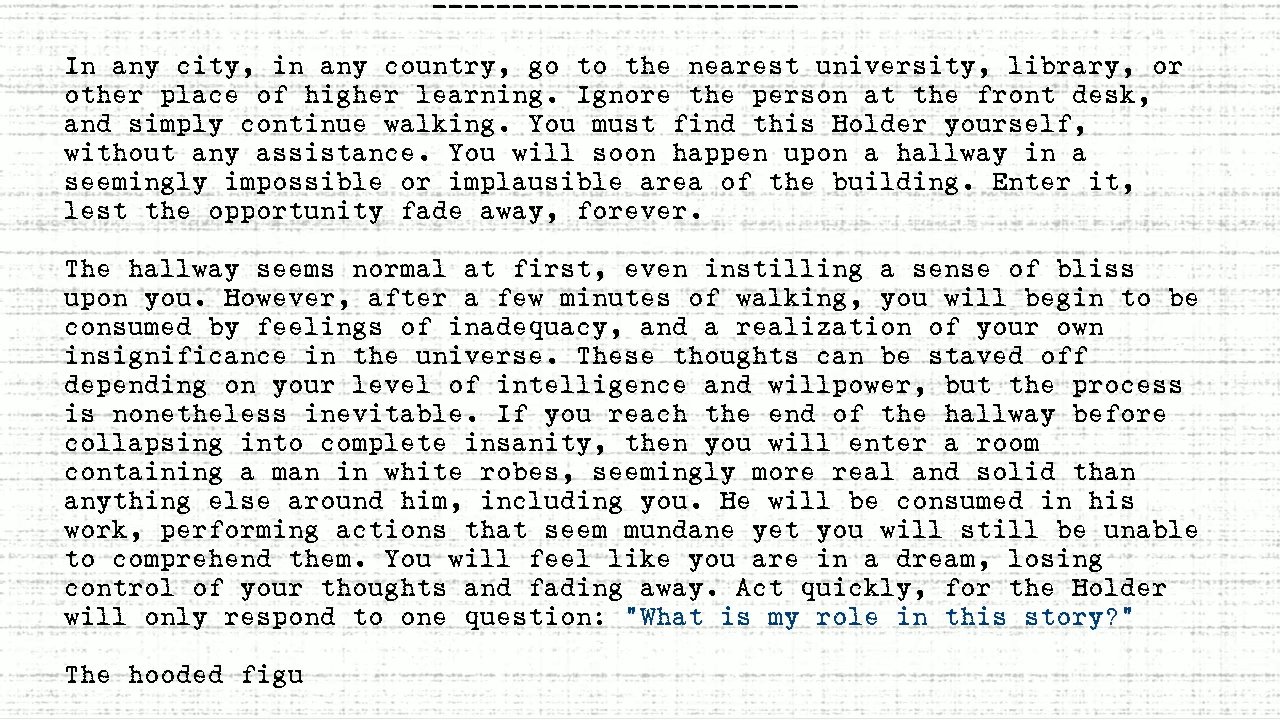 -----------------------
In any city, in any country, go to the nearest university, library, or
other place of higher learning. Ignore the person at the front desk,
and simply continue walking. You must find this Holder yourself,
without any assistance. You will soon happen upon a hallway in a
seemingly impossible or implausible area of the building. Enter it,
lest the opportunity fade away, forever.
The hallway seems normal at first, even instilling a sense of bliss
upon you. However, after a few minutes of walking, you will begin to be
consumed by feelings of inadequacy, and a realization of your own
insignificance in the universe. These thoughts can be staved off
depending on your level of intelligence and willpower, but the process
is nonetheless inevitable. If you reach the end of the hallway before
collapsing into complete insanity, then you will enter a room
containing a man in white robes, seemingly more real and solid than
anything else around him, including you. He will be consumed in his
work, performing actions that seem mundane yet you will still be unable
to comprehend them. You will feel like you are in a dream, losing
control of your thoughts and fading away. Act quickly, for the Holder
will only respond to one question: "What is my role in this story?"
The hooded figu